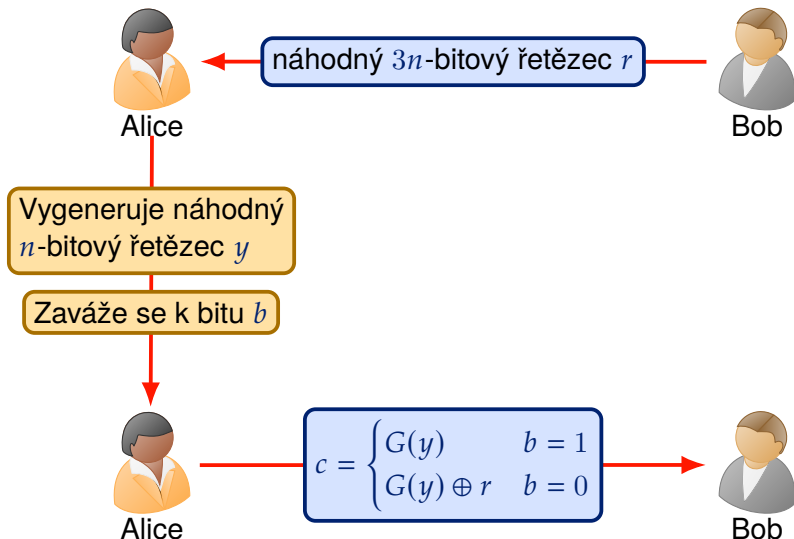 náhodný 3n-bitový řetězec r
Alice
Bob
Vygeneruje náhodný
n-bitový řetězec y
Zaváže se k bitu b
c = { G(y) b = 1
G(y) ⊕ r b = 0
Alice
Bob